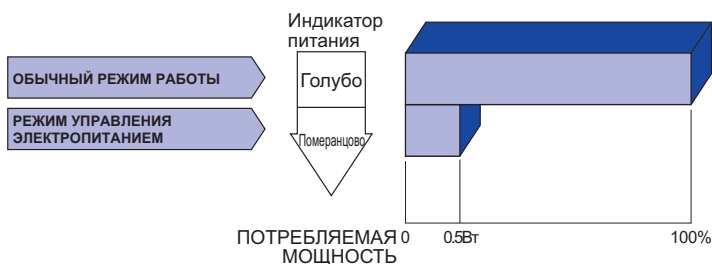 Индикатор
питания
ОБЫЧНЫЙ РЕЖИМ РАБОТЫ
Голубо
РЕЖИМ УПРАВЛЕНИЯ
ЭЛЕКТРОПИТАНИЕМ
Померанцово
ПОТРЕБЛЯЕМАЯ
МОЩНОСТЬ
0 0.5Вт 100%